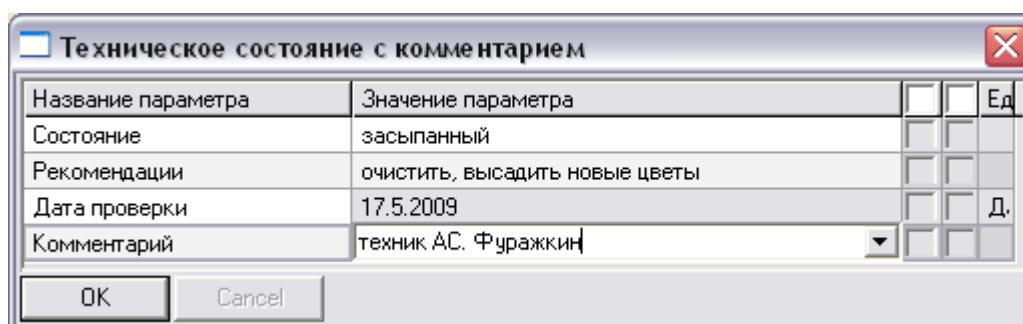 Техническое состояние с комментарием
Название параметра Значение параметра Ед
Состояние засыпанный
Рекомендации очистить, высадить новые цветы
Дата проверки 17.5.2009 Д.
Комментарий техник АС. Фуражкин
OK Cancel